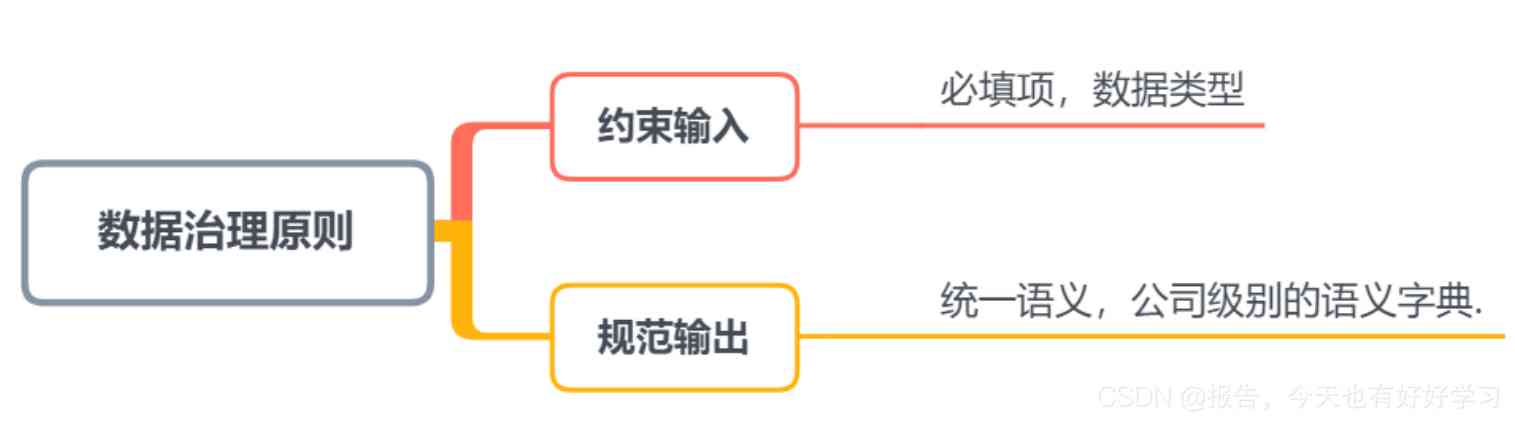 必填项，数据类型
约束输入
数据治理原则
统一语义，公司级别的语义字典.
规范输出
CSDN @报告，今天也有好好学习